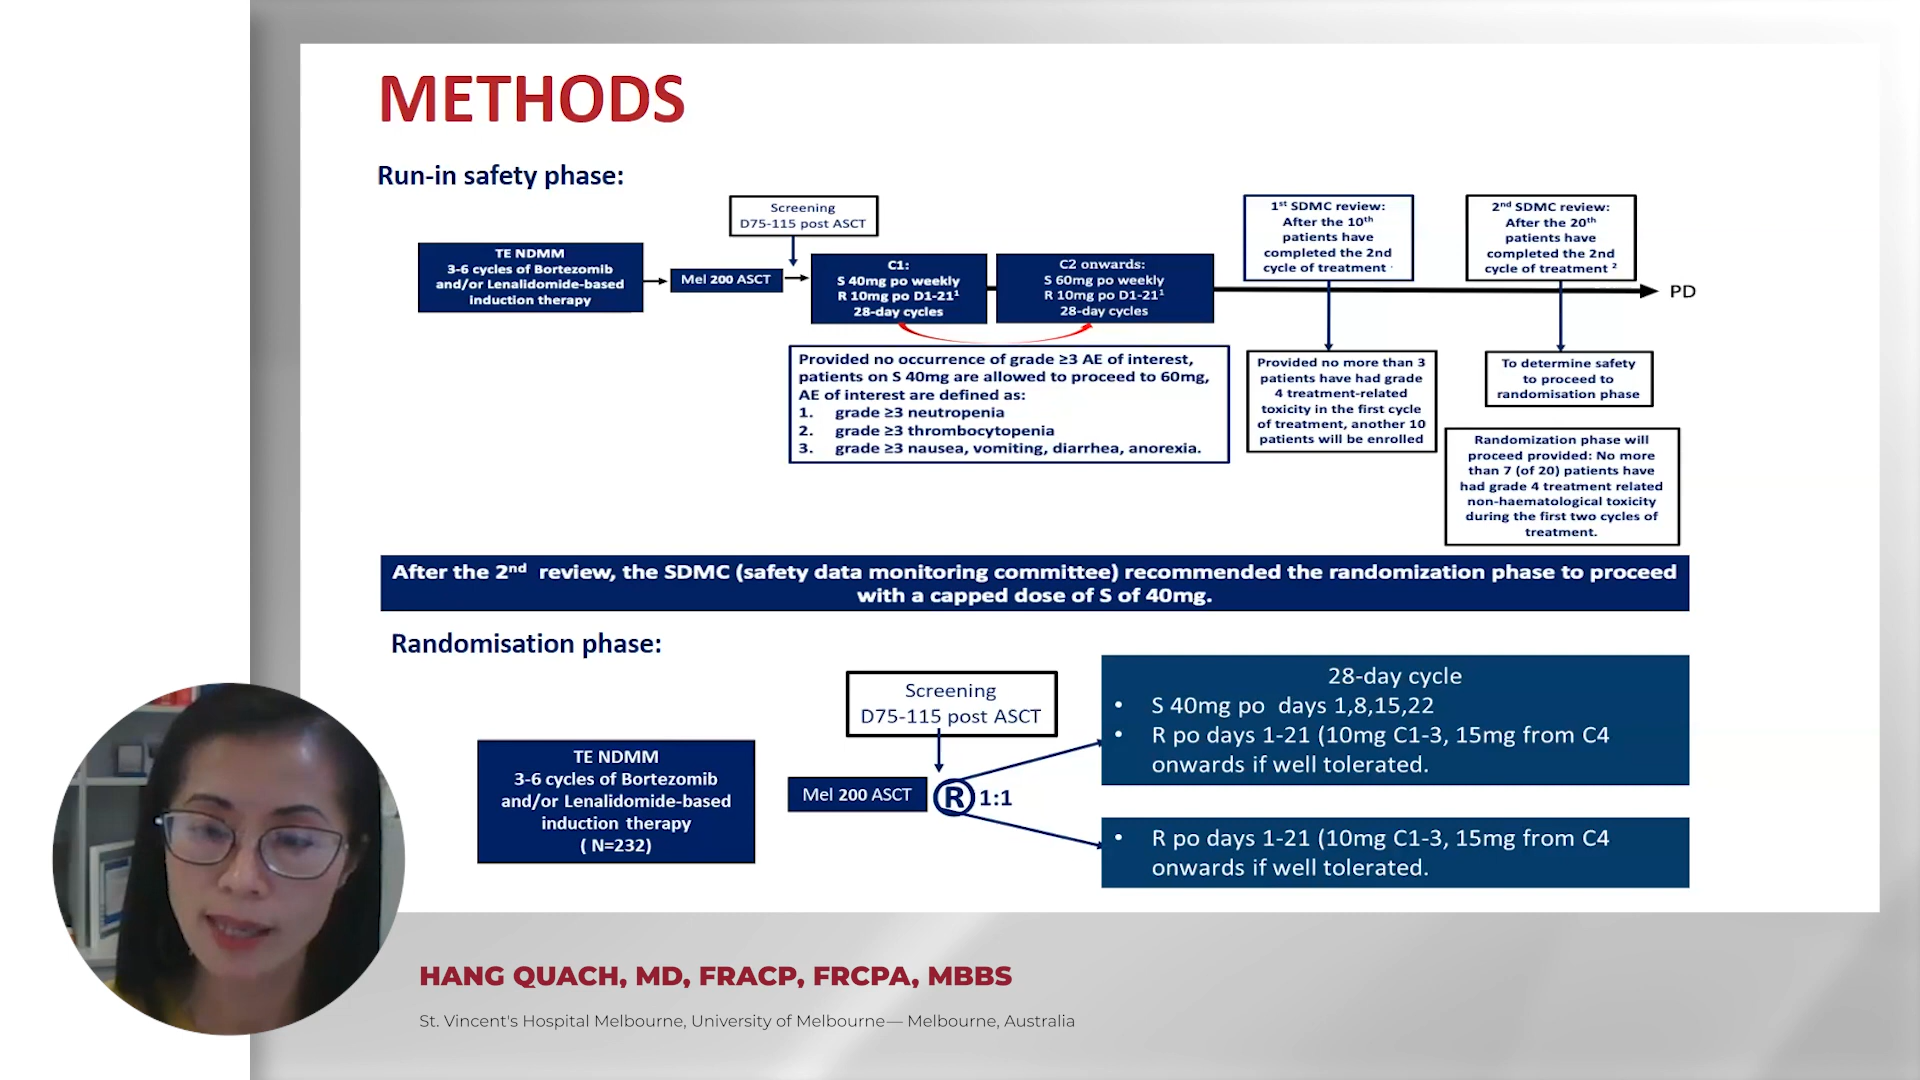 METHODS
Run-in safety phase:
Screening
D75-115 post ASCT
TE NDMM
3-6 cycles of Bortezomib
and/or Lenalidomide-based
induction therapy
Mel 200 ASCT
C1:
S 40mg po weekly
R 10mg po D1-21¹
28-day cycles
C2 onwards:
S 60mg po weekly
R 10mg po D1-21¹
28-day cycles
1st SDMC review:
After the 10th
patients have
completed the 2nd
cycle of treatment
2nd SDMC review:
After the 20th
patients have
completed the 2nd
cycle of treatment ²
PD
Provided no occurrence of grade ≥3 AE of interest,
patients on S 40mg are allowed to proceed to 60mg,
AE of interest are defined as:
1. grade ≥3 neutropenia
2. grade ≥3 thrombocytopenia
3. grade ≥3 nausea, vomiting, diarrhea, anorexia.
Provided no more than 3
patients have had grade
4 treatment-related
toxicity in the first cycle
of treatment, another 10
patients will be enrolled
To determine safety
to proceed to
randomisation phase
Randomization phase will
proceed provided: No more
than 7 (of 20) patients have
had grade 4 treatment related
non-haematological toxicity
during the first two cycles of
treatment.
After the 2nd review, the SDMC (safety data monitoring committee) recommended the randomization phase to proceed
with a capped dose of S of 40mg.
Randomisation phase:
Screening
D75-115 post ASCT
TE NDMM
3-6 cycles of Bortezomib
and/or Lenalidomide-based
induction therapy
( N=232)
Mel 200 ASCT
R 1:1
28-day cycle
• S 40mg po days 1,8,15,22
• R po days 1-21 (10mg C1-3, 15mg from C4
onwards if well tolerated.
• R po days 1-21 (10mg C1-3, 15mg from C4
onwards if well tolerated.
HANG QUACH, MD, FRACP, FRCPA, MBBS
St. Vincent's Hospital Melbourne, University of Melbourne— Melbourne, Australia